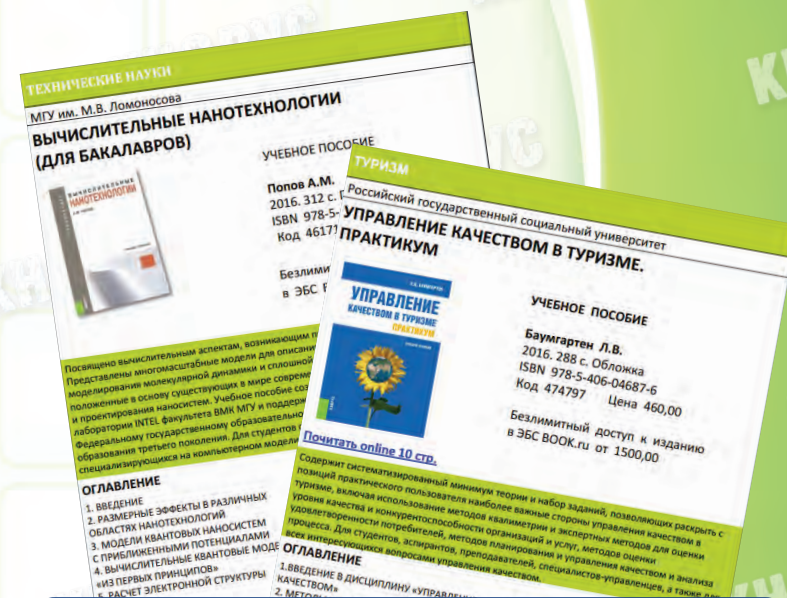 ТЕХНИЧЕСКИЕ НАУКИ
МГУ им. М.В. Ломоносова
ВЫЧИСЛИТЕЛЬНЫЕ НАНОТЕХНОЛОГИИ
(ДЛЯ БАКАЛАВРОВ)
ВЫЧИСЛИТЕЛЬНЫЕ
НАНОТЕХНОЛОГИИ
УЧЕБНОЕ ПОСОБИЕ
Попов А.М.
2016. 312 с.
ISBN 978-5-
Код 46171
Безлими
в ЭБС
Посвящено вычислительным аспектам, возникающим
Представлены многомасштабные модели для описани
моделирования молекулярной динамики и сплошной
положенные в основу существующих в мире совреме
и проектирования наносистем. Учебное пособие соз
лаборатории INTEL факультета ВМК МГУ и поддерж
Федеральному государственному образовательно
образования третьего поколения. Для студентов
специализирующихся на компьютерном модели
ОГЛАВЛЕНИЕ
1. ВВЕДЕНИЕ
2. РАЗМЕРНЫЕ ЭФФЕКТЫ В РАЗЛИЧНЫХ
ОБЛАСТЯХ НАНОТЕХНОЛОГИЙ
3. МОДЕЛИ КВАНТОВЫХ НАНОСИСТЕМ
С ПРИБЛИЖЕННЫМИ ПОТЕНЦИАЛАМИ
4. ВЫЧИСЛИТЕЛЬНЫЕ КВАНТОВЫЕ МОДЕ
«ИЗ ПЕРВЫХ ПРИНЦИПОВ»
5. РАСЧЕТ ЭЛЕКТРОННОЙ СТРУКТУРЫ
ТУРИЗМ
Российский государственный социальный университет
УПРАВЛЕНИЕ КАЧЕСТВОМ В ТУРИЗМЕ.
ПРАКТИКУМ
УПРАВЛЕНИЕ
КАЧЕСТВОМ В ТУРИЗМЕ
ПРАКТИКУМ
Почитать online 10 стр.
УЧЕБНОЕ ПОСОБИЕ
Баумгартен Л.В.
2016. 288 с. Обложка
ISBN 978-5-406-04687-6
Код 474797 Цена 460,00
Безлимитный доступ к изданию
в ЭБС BOOK.ru от 1500,00
Содержит систематизированный минимум теории и набор заданий, позволяющих раскрыть с
позиций практического пользователя наиболее важные стороны управления качеством в
туризме, включая использование методов квалиметрии и экспертных методов для оценки
уровня качества и конкурентоспособности организаций и услуг, методов оценки
удовлетворенности потребителей, методов планирования и управления качеством и анализа
процесса. Для студентов, аспирантов, преподавателей, специалистов-управленцев, а также для
всех интересующихся вопросами управления качеством.
ОГЛАВЛЕНИЕ
1.ВВЕДЕНИЕ В ДИСЦИПЛИНУ «УПРАВЛЕНИ
КАЧЕСТВОМ»
2. МЕТОДЫ